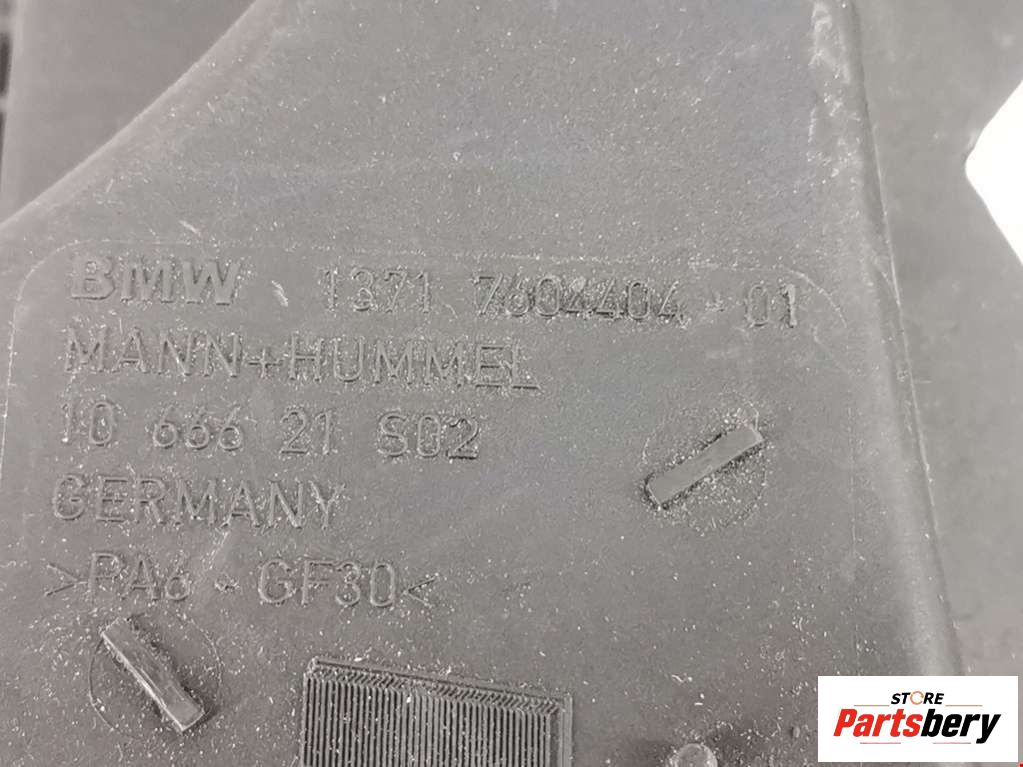 BMW 1371 7604404-01
MANN+HUMMEL
10 666 21 S02
GERMANY
>PA6-GF30<
STORE
Partsbery